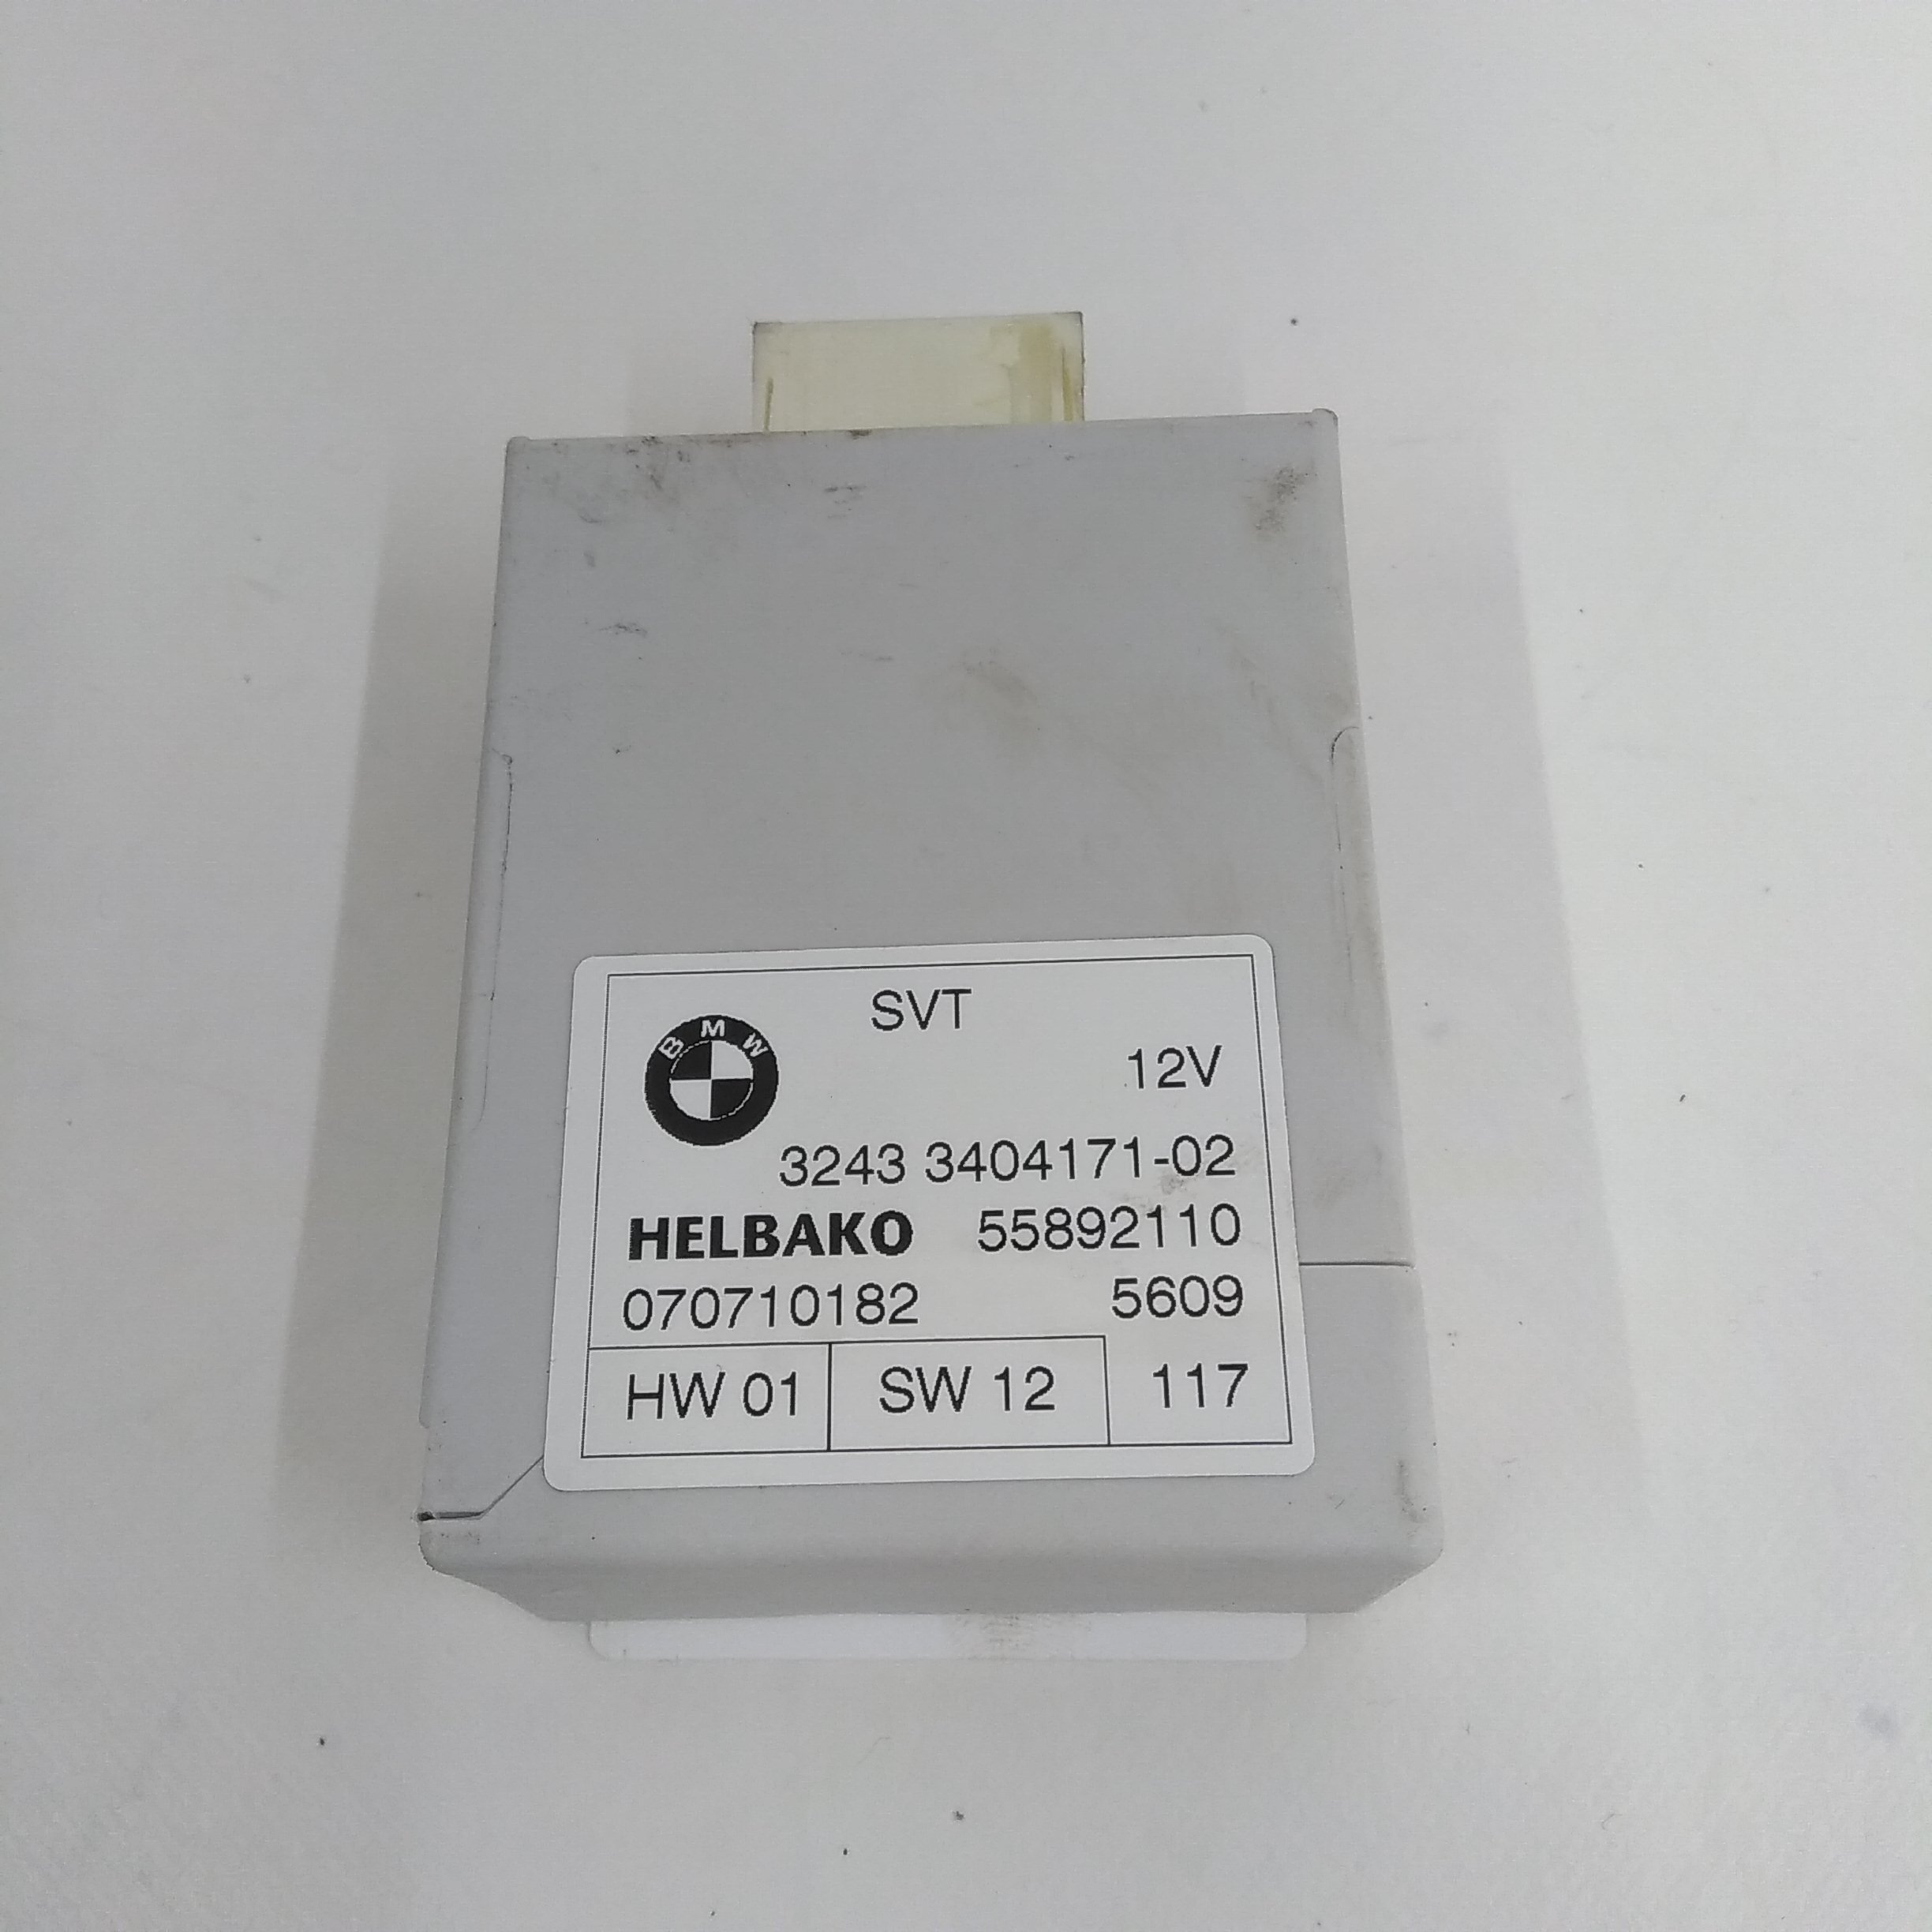 SVT
BMW
12V
3243 3404171-02
HELBAKO 55892110
070710182 5609
HW 01 SW 12 117